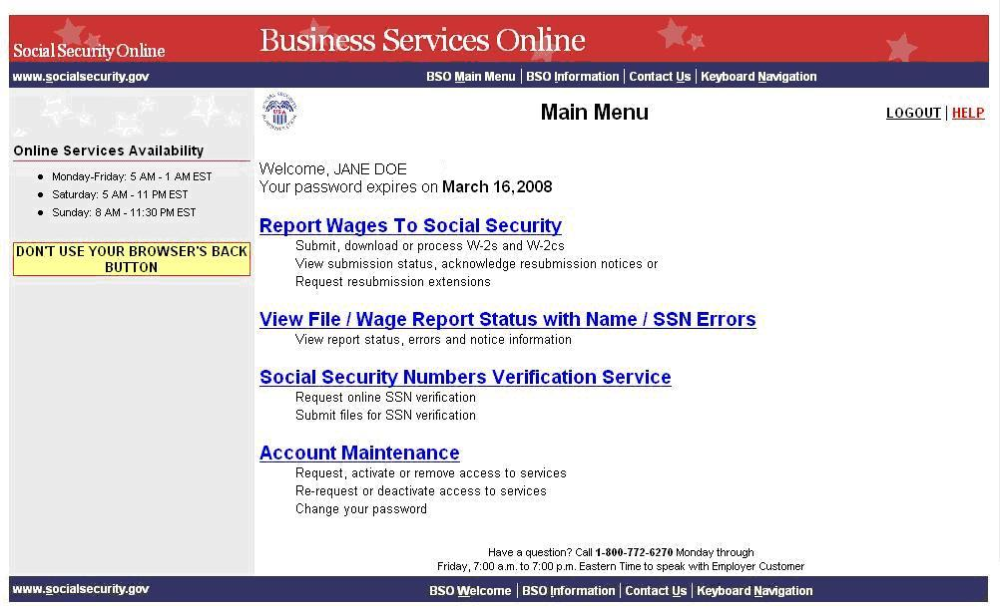 Social Security Online
Business Services Online
www.socialsecurity.gov
BSO Main Menu | BSO Information | Contact Us | Keyboard Navigation
Online Services Availability
• Monday-Friday: 5 AM - 1 AM EST
• Saturday: 5 AM - 11 PM EST
• Sunday: 8 AM - 11:30 PM EST
DON'T USE YOUR BROWSER'S BACK
BUTTON
SOCIAL SECURITY ADMINISTRATION
USA
Main Menu
LOGOUT | HELP
Welcome, JANE DOE
Your password expires on March 16, 2008
Report Wages To Social Security
Submit, download or process W-2s and W-2cs
View submission status, acknowledge resubmission notices or
Request resubmission extensions
View File / Wage Report Status with Name / SSN Errors
View report status, errors and notice information
Social Security Numbers Verification Service
Request online SSN verification
Submit files for SSN verification
Account Maintenance
Request, activate or remove access to services
Re-request or deactivate access to services
Change your password
Have a question? Call 1-800-772-6270 Monday through
Friday, 7:00 a.m. to 7:00 p.m. Eastern Time to speak with Employer Customer
www.socialsecurity.gov
BSO Welcome | BSO Information | Contact Us | Keyboard Navigation